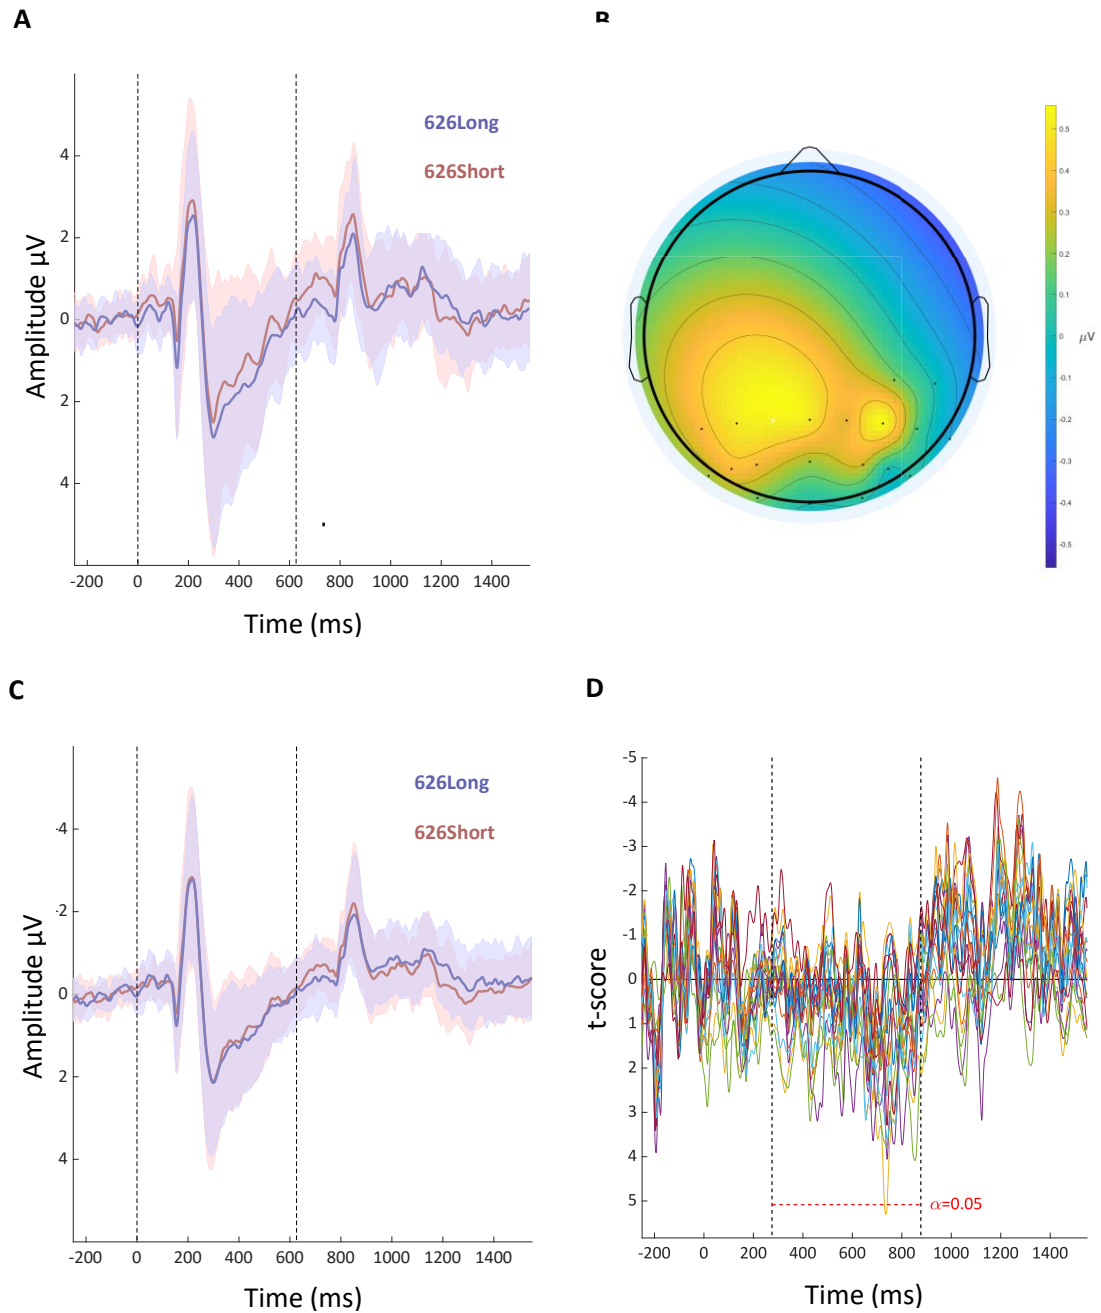 A
B
626Long
626Short
4
2
0
2
4
Amplitude µV
-200 0 200 400 600 800 1000 1200 1400
Time (ms)
0.5
0.4
0.3
0.2
0.1
0
-0.1
-0.2
-0.3
-0.4
-0.5
µV
C
D
626Long
626Short
-4
-2
0
2
4
Amplitude µV
-200 0 200 400 600 800 1000 1200 1400
Time (ms)
-5
-4
-3
-2
-1
0
1
2
3
4
5
t-score
α=0.05
-200 0 200 400 600 800 1000 1200 1400
Time (ms)